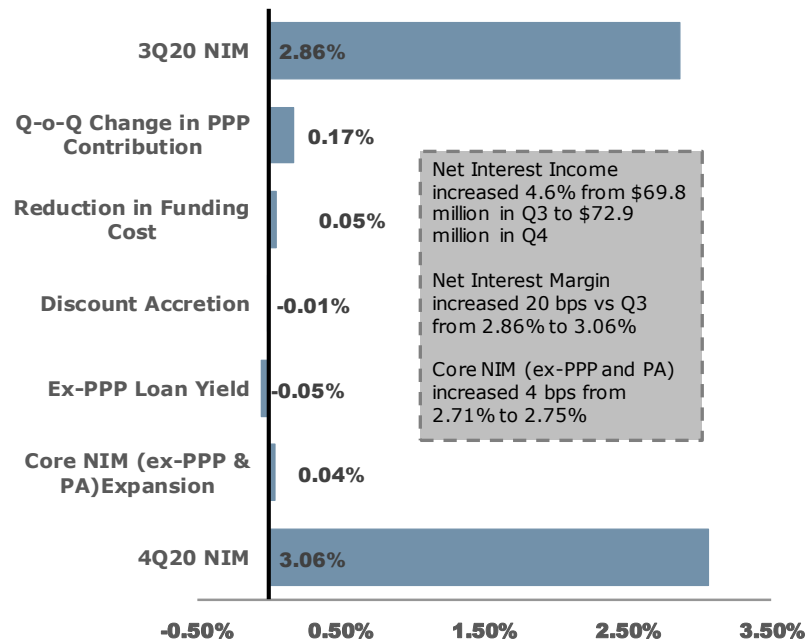 3Q20 NIM
2.86%
Q-o-Q Change in PPP
Contribution
0.17%
Reduction in Funding
Cost
0.05%
Discount Accretion
-0.01%
Ex-PPP Loan Yield
-0.05%
Core NIM (ex-PPP &
PA)Expansion
0.04%
4Q20 NIM
3.06%
Net Interest Income
increased 4.6% from $69.8
million in Q3 to $72.9
million in Q4
Net Interest Margin
increased 20 bps vs Q3
from 2.86% to 3.06%
Core NIM (ex-PPP and PA)
increased 4 bps from
2.71% to 2.75%
-0.50% 0.50% 1.50% 2.50% 3.50%